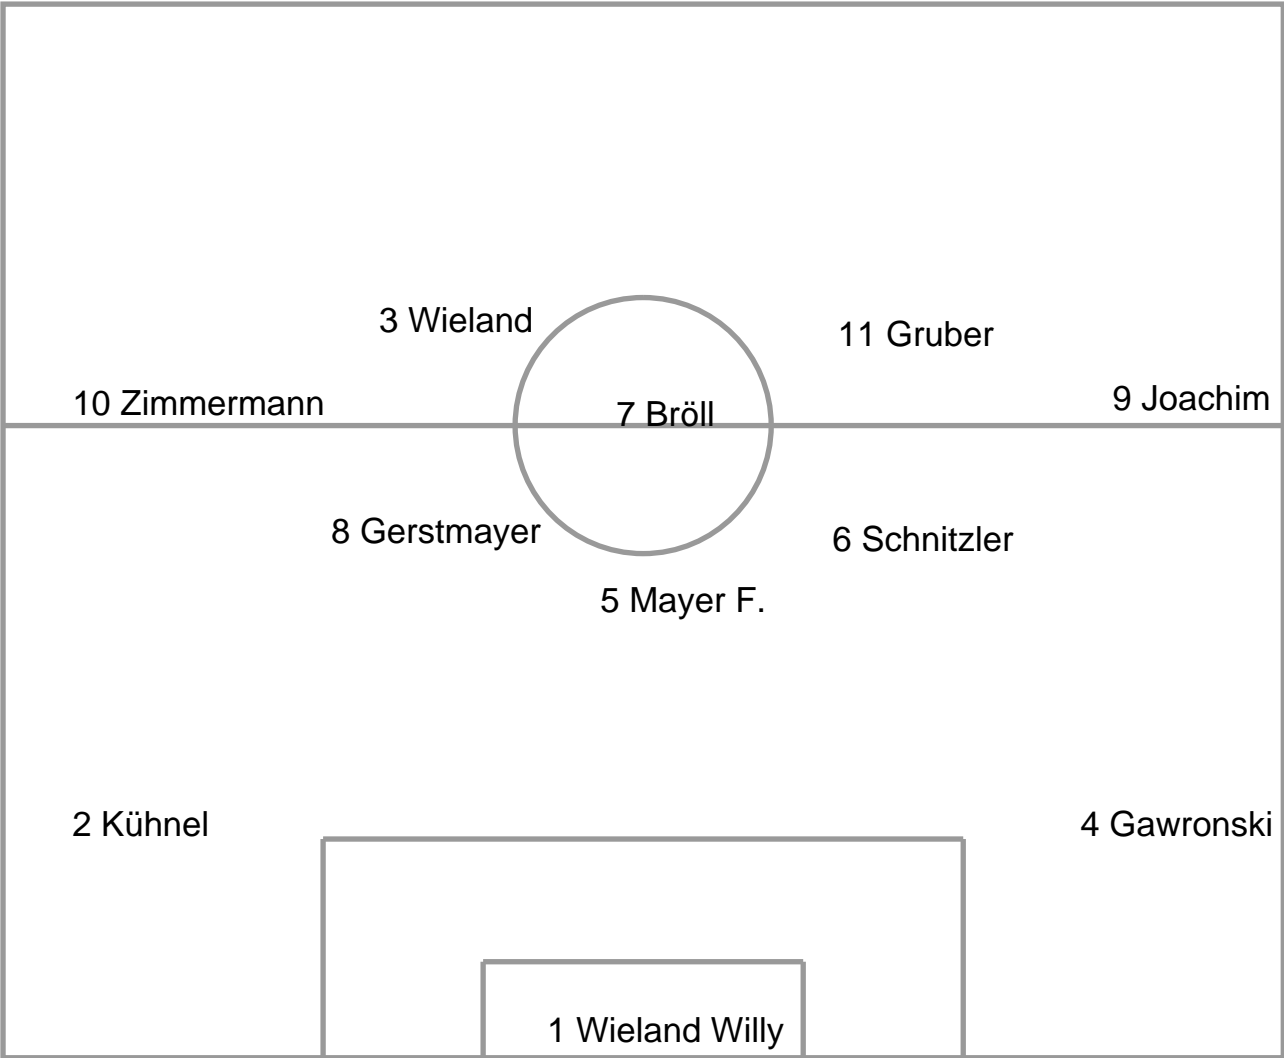 3 Wieland
11 Gruber
10 Zimmermann
7 Bröll
9 Joachim
8 Gerstmayer
6 Schnitzler
5 Mayer F.
2 Kühnel
4 Gawronski
1 Wieland Willy